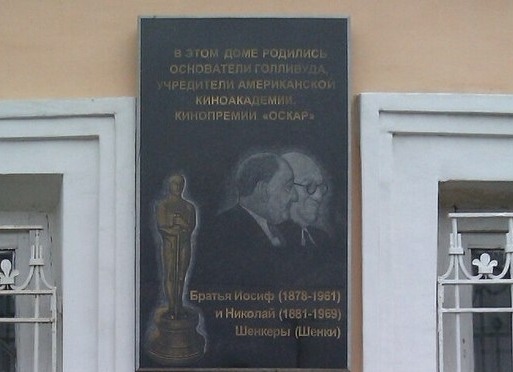 В ЭТОМ ДОМЕ РОДИЛИСЬ
ОСНОВАТЕЛИ ГОЛЛИВУДА,
УЧРЕДИТЕЛИ АМЕРИКАНСКОЙ
КИНОАКАДЕМИИ,
КИНОПРЕМИИ «ОСКАР»
Братья Иосиф (1878-1961)
и Николай (1881-1969)
Шенкеры (Шенки)